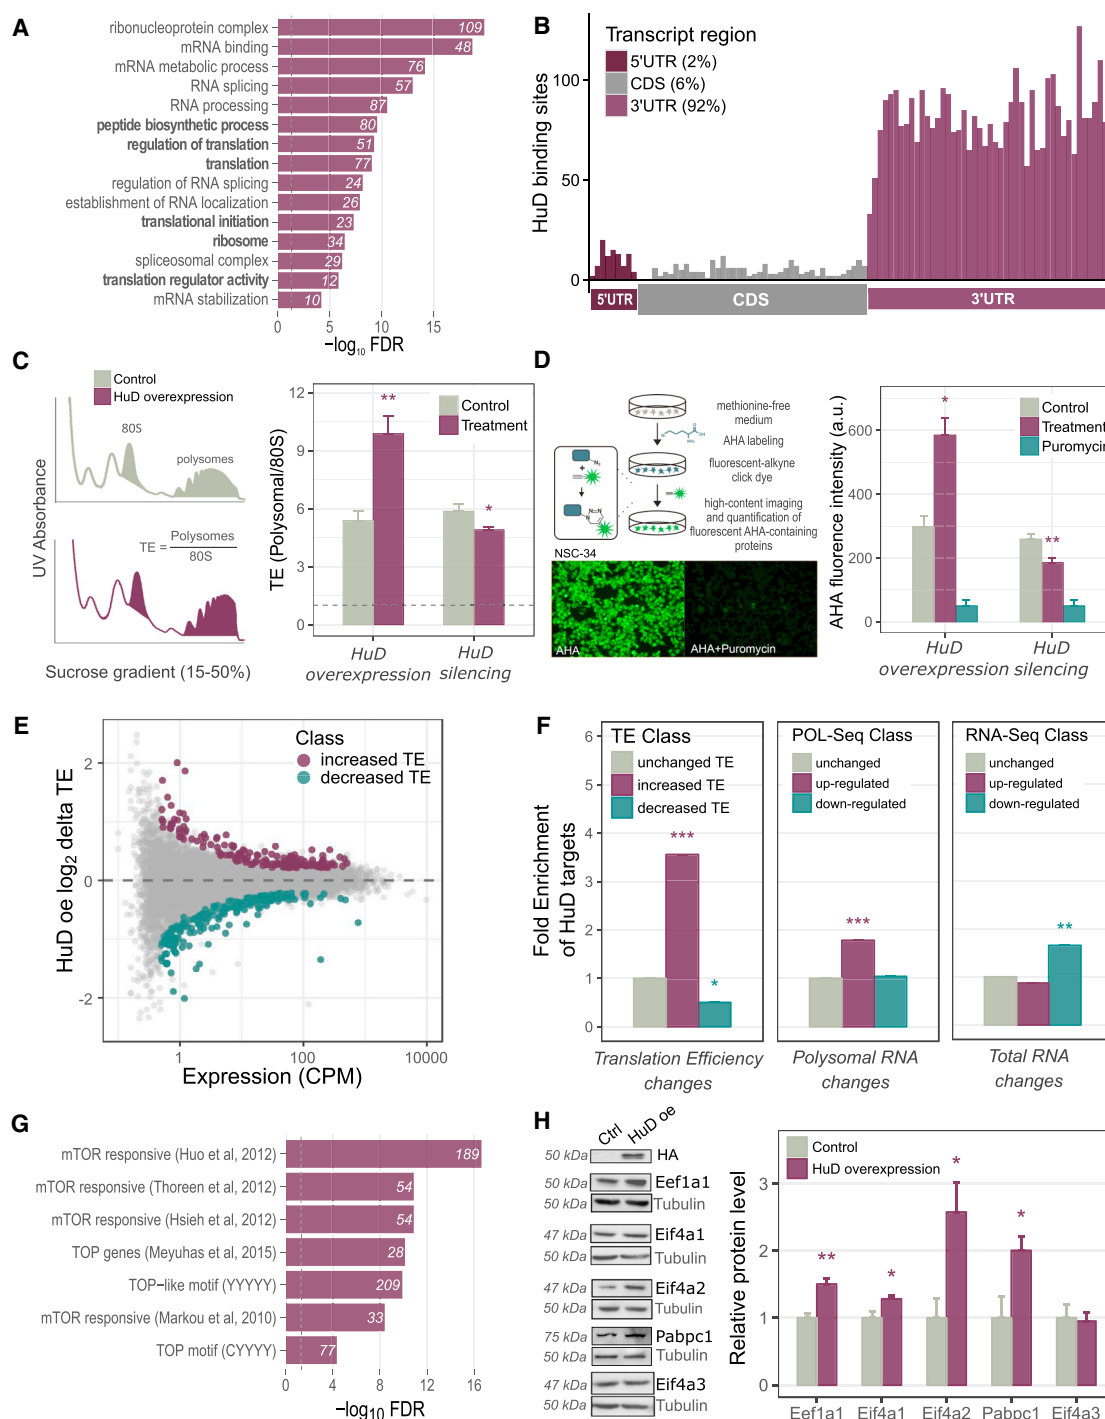 A
ribonucleoprotein complex 109
mRNA binding 48
mRNA metabolic process 76
RNA splicing 57
RNA processing 87
peptide biosynthetic process 80
regulation of translation 51
translation 77
regulation of RNA splicing 24
establishment of RNA localization 26
translational initiation 23
ribosome 34
spliceosomal complex 29
translation regulator activity 12
mRNA stabilization 10
0 5 10 15
−log10 FDR
B
Transcript region
5'UTR (2%)
CDS (6%)
3'UTR (92%)
HuD binding sites
100
50
0
5'UTR CDS 3'UTR
C
Control
HuD overexpression
80S
polysomes
UV Absorbance
TE = Polysomes
80S
Sucrose gradient (15-50%)
TE (Polysomal/80S)
12
9
6
3
0
Control
Treatment
**
*
HuD overexpression
HuD silencing
D
methionine-free
medium
AHA labeling
fluorescent-alkyne
click dye
high-content imaging
and quantification of
fluorescent AHA-containing
proteins
N3
+
N=N
N
OH
O
NH2
NSC-34
AHA
AHA+Puromycin
AHA fluorescence intensity (a.u.)
600
400
200
0
Control
Treatment
Puromycin
*
**
HuD overexpression
HuD silencing
E
Class
increased TE
decreased TE
HuD oe log2 delta TE
2
0
-2
1 100 10000
Expression (CPM)
F
Fold Enrichment
of HuD targets
6
5
4
3
2
1
0
TE Class
unchanged TE
increased TE
decreased TE
***
*
Translation Efficiency
changes
POL-Seq Class
unchanged
up-regulated
down-regulated
***
Polysomal RNA
changes
RNA-Seq Class
unchanged
up-regulated
down-regulated
**
Total RNA
changes
G
mTOR responsive (Huo et al, 2012) 189
mTOR responsive (Thoreen et al, 2012) 54
mTOR responsive (Hsieh et al, 2012) 54
TOP genes (Meyuhas et al, 2015) 28
TOP−like motif (YYYYY) 209
mTOR responsive (Markou et al, 2010) 33
TOP motif (CYYYY) 77
0 4 8 12 16
−log10 FDR
H
Ctrl HuD oe
50 kDa HA
50 kDa Eef1a1
50 kDa Tubulin
47 kDa Eif4a1
50 kDa Tubulin
47 kDa Eif4a2
50 kDa Tubulin
75 kDa Pabpc1
50 kDa Tubulin
47 kDa Eif4a3
50 kDa Tubulin
Relative protein level
3
2
1
0
Control
HuD overexpression
**
*
*
*
Eef1a1 Eif4a1 Eif4a2 Pabpc1 Eif4a3